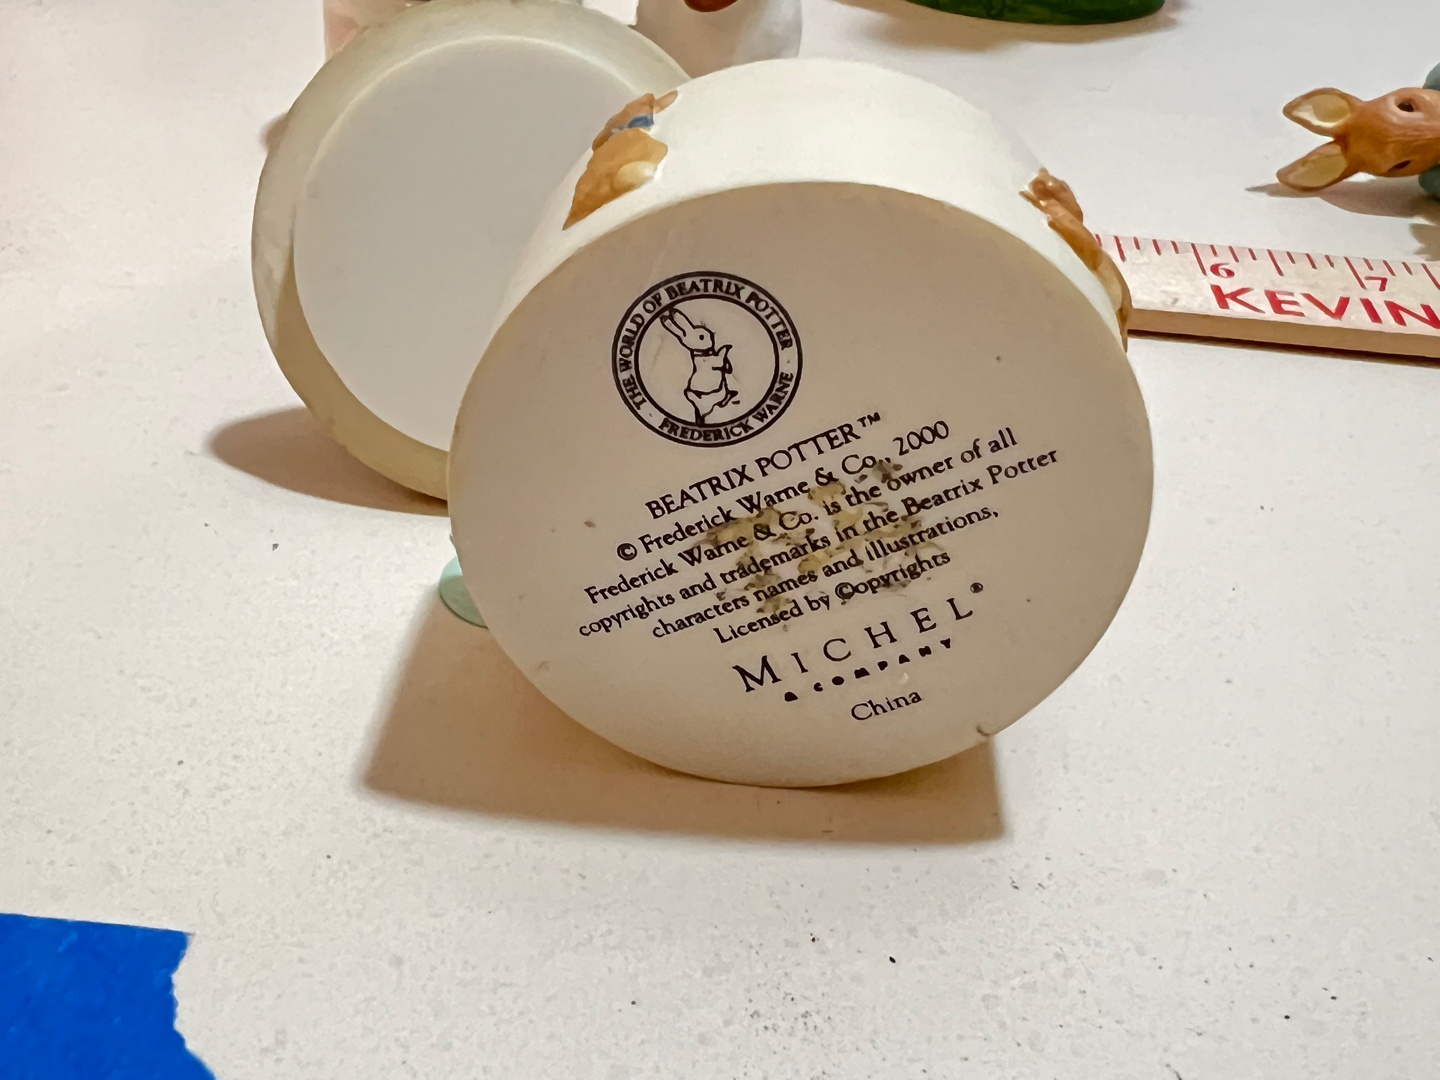 THE WORLD OF BEATRIX POTTER
FREDERICK WARNE
6 7
KEVIN
BEATRIX POTTER™
© Frederick Warne & Co., 2000
Frederick Warne & Co. is the owner of all
copyrights and trademarks in the Beatrix Potter
characters names and illustrations,
Licensed by ©opyrights
MICHEL®
& COMPANY
China